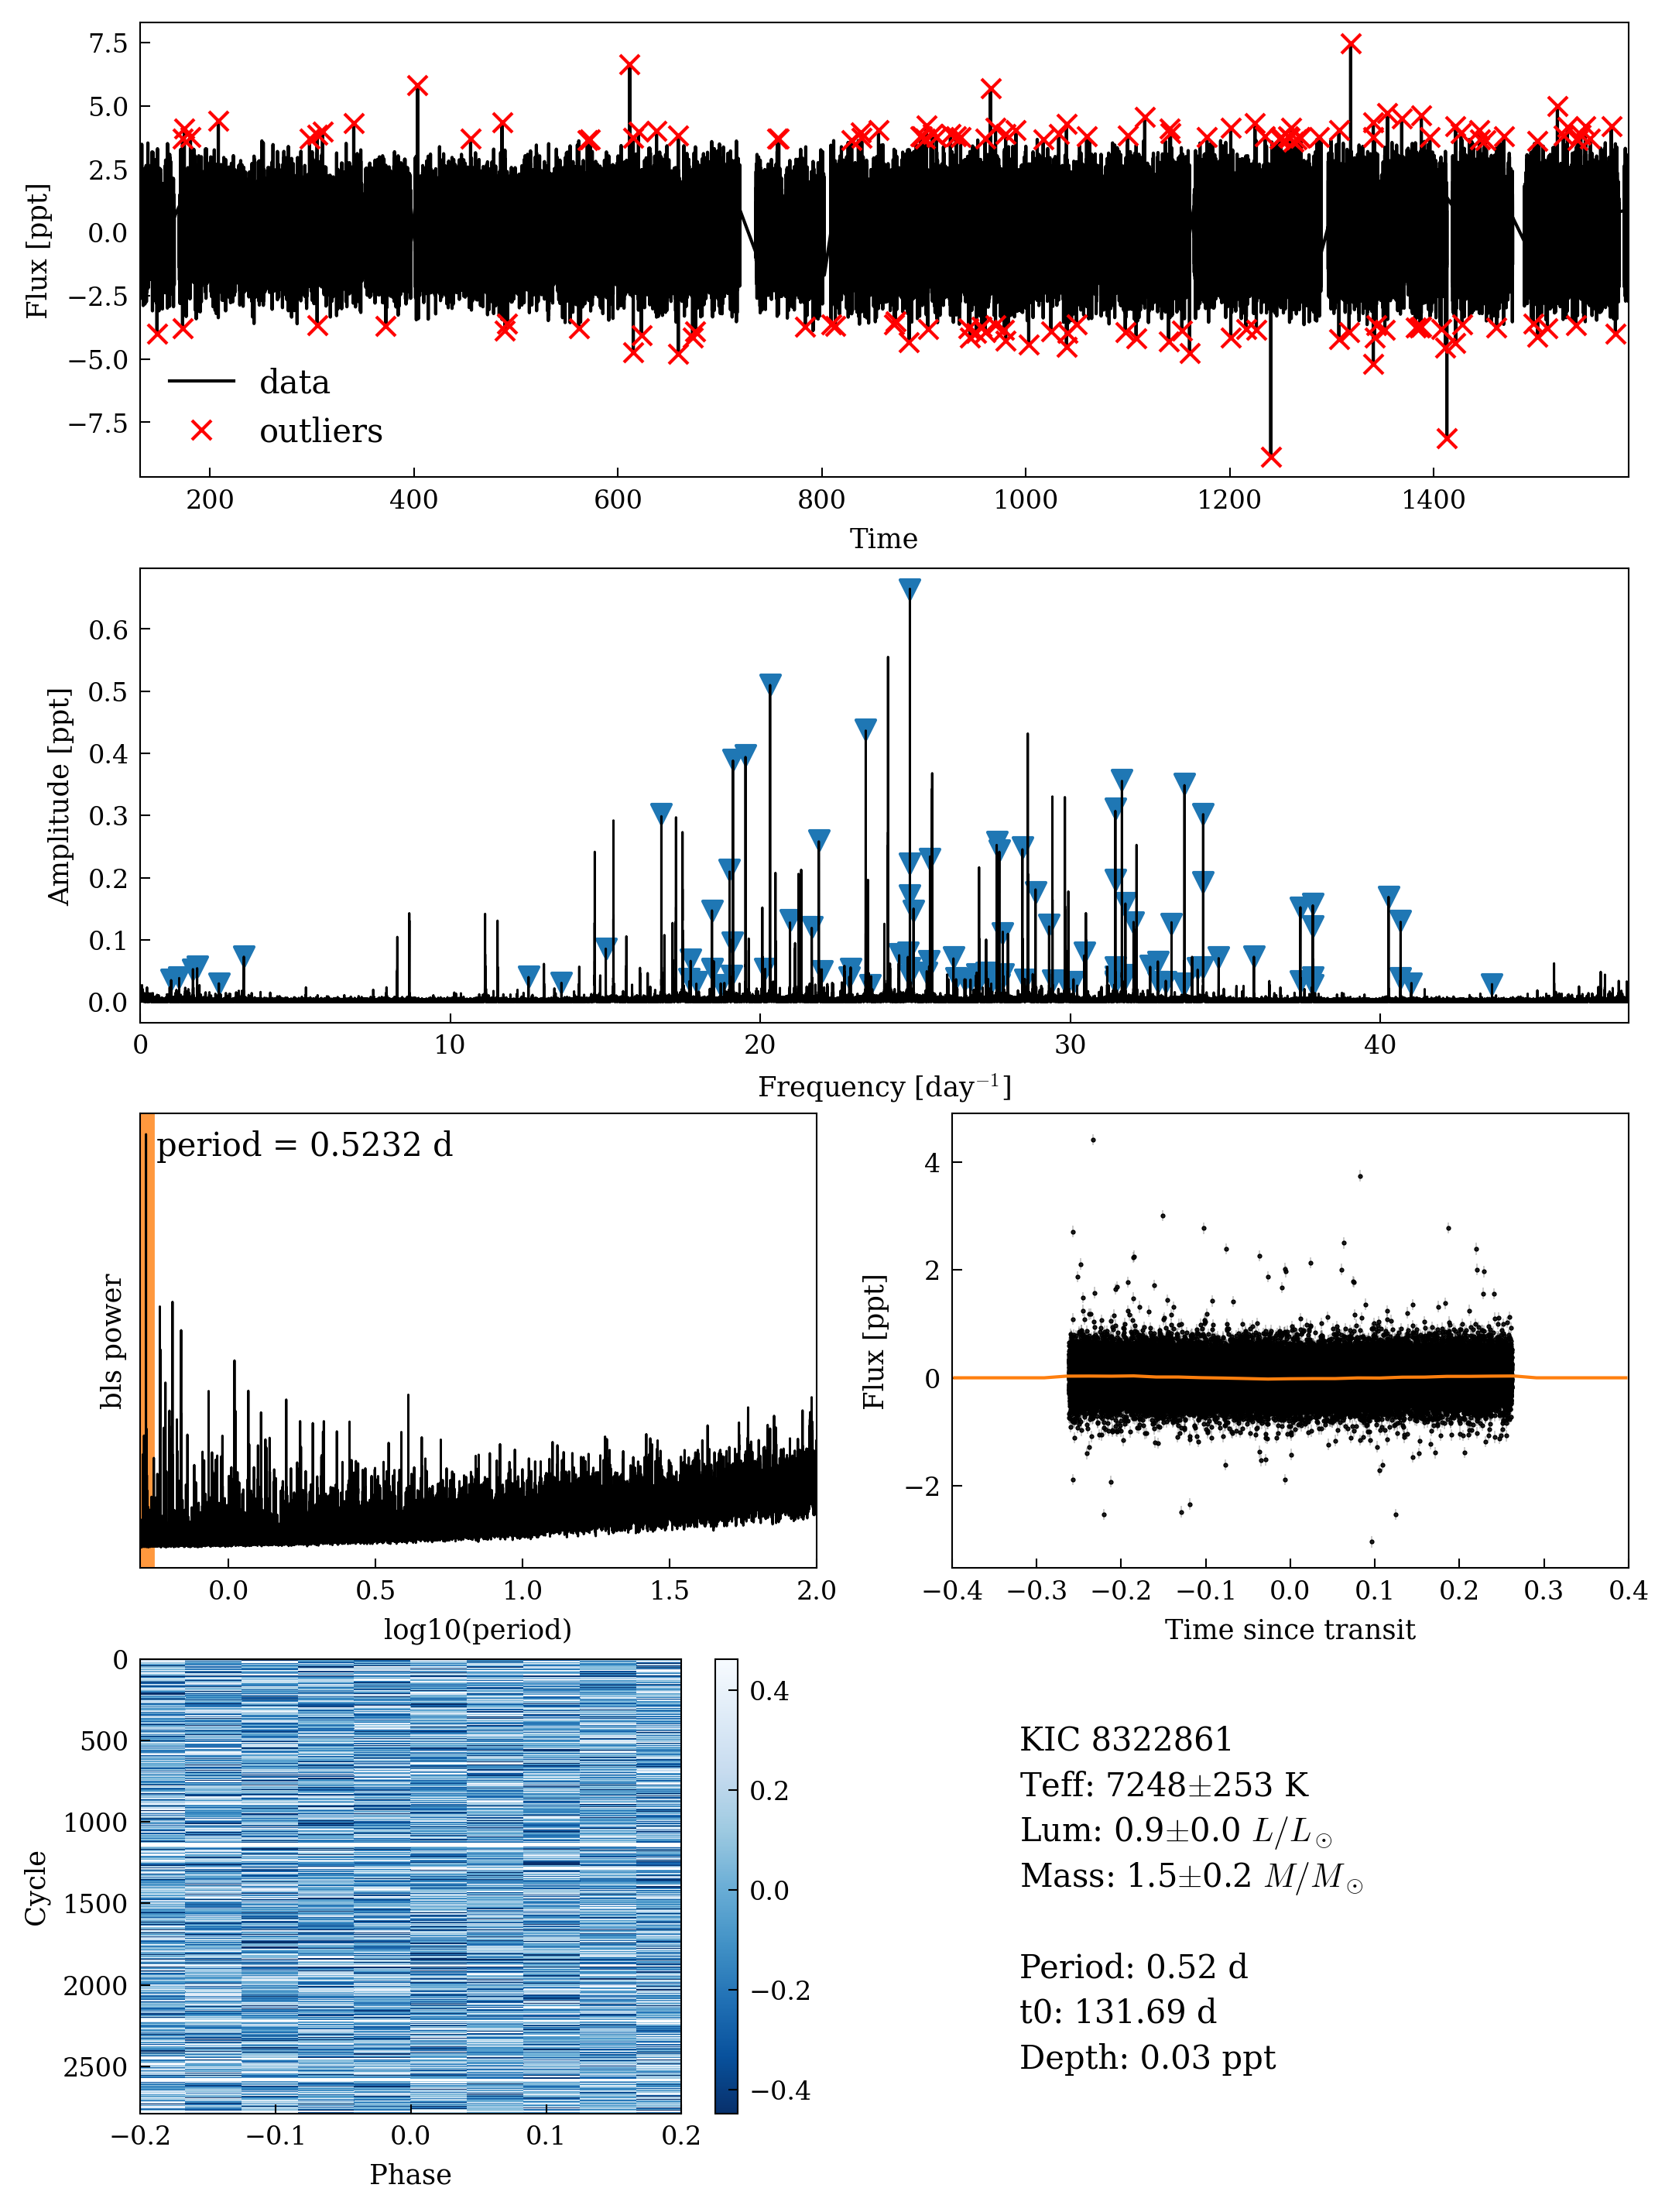 7.5
5.0
2.5
0.0
−2.5
−5.0
−7.5
Flux [ppt]
data
outliers
200 400 600 800 1000 1200 1400
Time
0.6
0.5
0.4
0.3
0.2
0.1
0.0
Amplitude [ppt]
0 10 20 30 40
Frequency [day⁻¹]
period = 0.5232 d
bls power
0.0 0.5 1.0 1.5 2.0
log10(period)
4
2
0
−2
Flux [ppt]
−0.4 −0.3 −0.2 −0.1 0.0 0.1 0.2 0.3 0.4
Time since transit
0
500
1000
1500
2000
2500
Cycle
−0.2 −0.1 0.0 0.1 0.2
Phase
0.4
0.2
0.0
−0.2
−0.4
KIC 8322861
Teff: 7248±253 K
Lum: 0.9±0.0 L/L⊙
Mass: 1.5±0.2 M/M⊙
Period: 0.52 d
t0: 131.69 d
Depth: 0.03 ppt